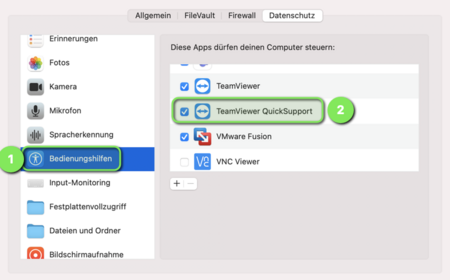 Allgemein
FileVault
Firewall
Datenschutz
Erinnerungen
Fotos
Kamera
Mikrofon
Spracherkennung
1
Bedienungshilfen
Input-Monitoring
Festplattenvollzugriff
Dateien und Ordner
Bildschirmaufnahme
Diese Apps dürfen deinen Computer steuern:
TeamViewer
TeamViewer QuickSupport
2
VMware Fusion
VNC Viewer
+
−